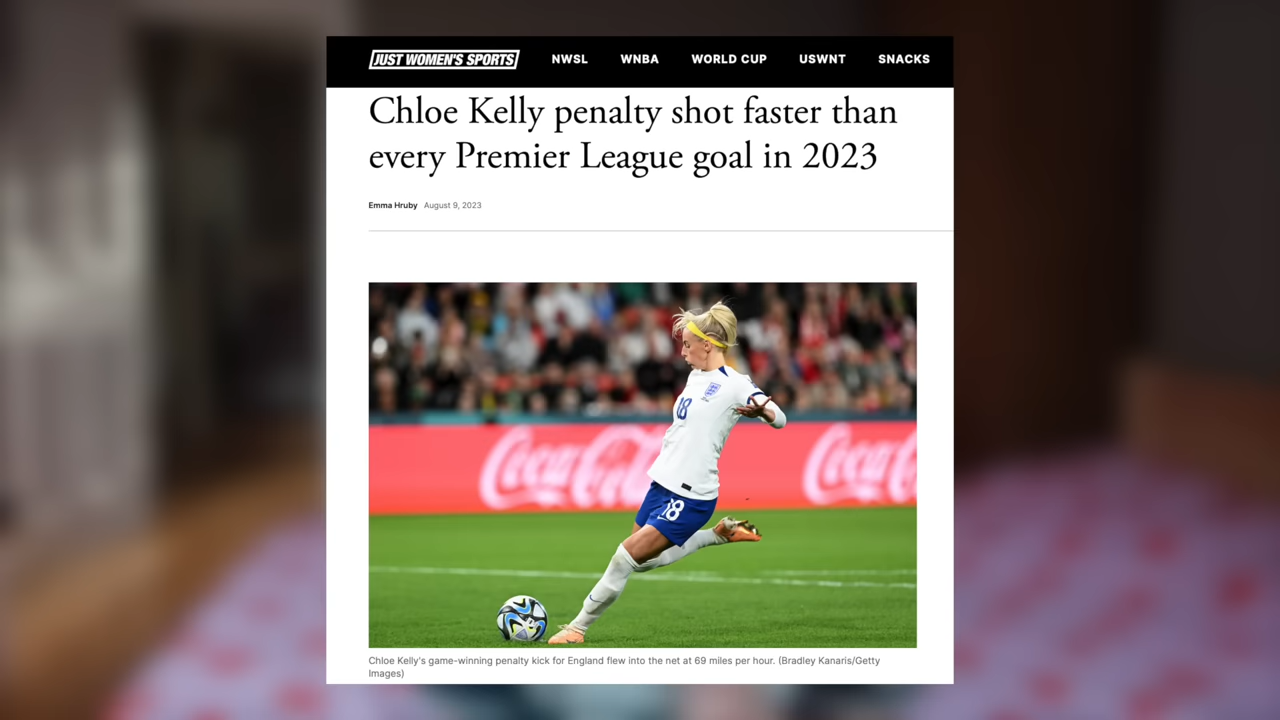 JUST WOMEN'S SPORTS NWSL WNBA WORLD CUP USWNT SNACKS
Chloe Kelly penalty shot faster than
every Premier League goal in 2023
Emma Hruby August 9, 2023
Coca-Cola Coca-C
18
18
Chloe Kelly's game-winning penalty kick for England flew into the net at 69 miles per hour. (Bradley Kanaris/Getty
Images)